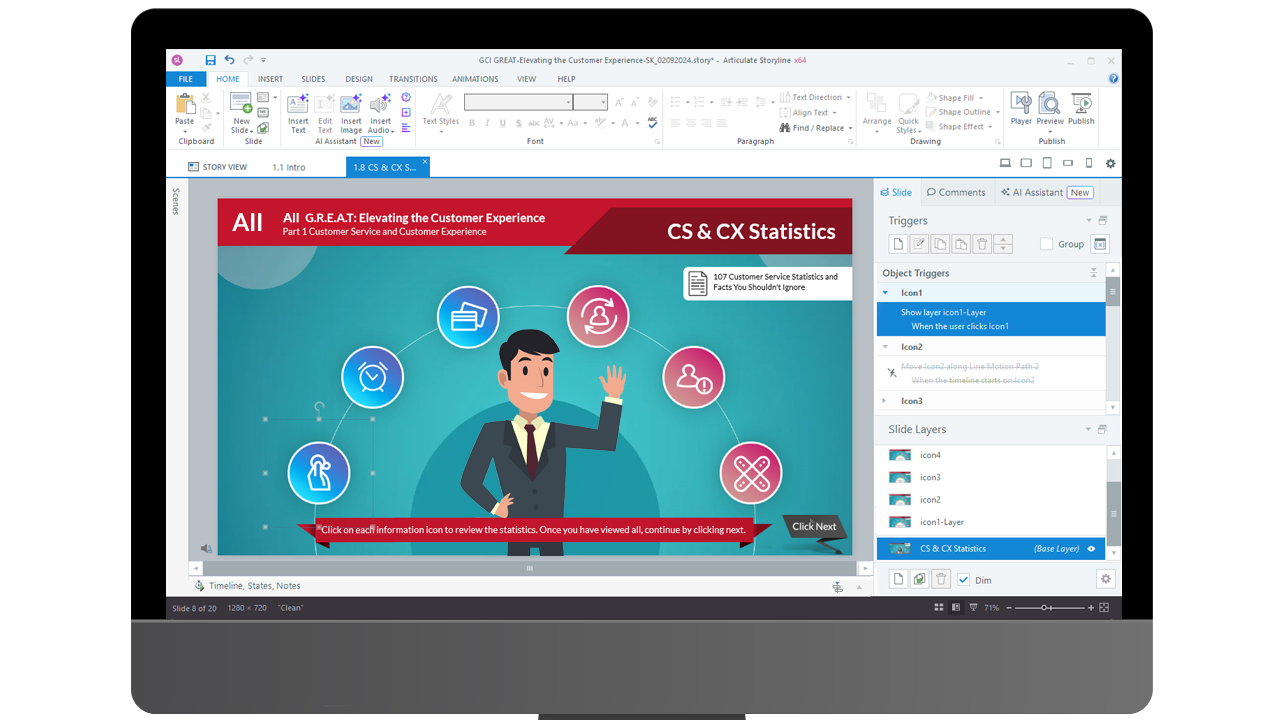 GCI GREAT-Elevating the Customer Experience-SK_02092024.story* - Articulate Storyline x64
FILE HOME INSERT SLIDES DESIGN TRANSITIONS ANIMATIONS VIEW HELP
Paste
Clipboard
New Slide
Slide
Insert Text
Edit Text
Insert Image
Insert Audio
AI Assistant New
Text Styles
Font
Text Direction
Align Text
Find / Replace
Paragraph
Arrange
Quick Styles
Shape Fill
Shape Outline
Shape Effect
Drawing
Player
Preview
Publish
Publish
STORY VIEW
1.1 Intro
1.8 CS & CX S...
Scenes
All
All G.R.E.A.T: Elevating the Customer Experience
Part 1 Customer Service and Customer Experience
CS & CX Statistics
107 Customer Service Statistics and
Facts You Shouldn't Ignore
Click on each information icon to review the statistics. Once you have viewed all, continue by clicking next.
Click Next
Slide
Comments
AI Assistant New
Triggers
Group
Object Triggers
Icon1
Show layer icon1-Layer
When the user clicks Icon1
Icon2
Move Icon2 along Line Motion Path 2
When the timeline starts on Icon2
Icon3
Slide Layers
icon4
icon3
icon2
icon1-Layer
CS & CX Statistics (Base Layer)
Dim
Timeline, States, Notes
Slide 8 of 20 1280 × 720 "Clean"
71%